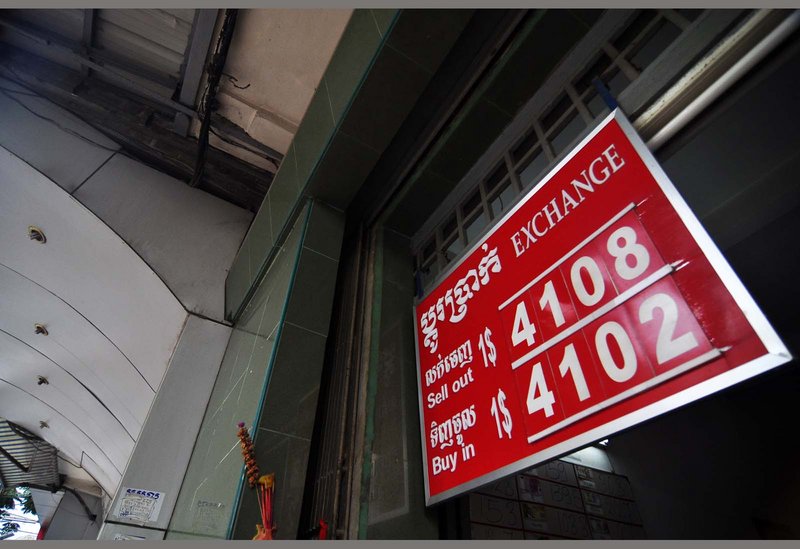 ប្តូរប្រាក់ EXCHANGE
លក់ចេញ 1$ 4108
Sell out
ទិញចូល 1$ 4102
Buy in